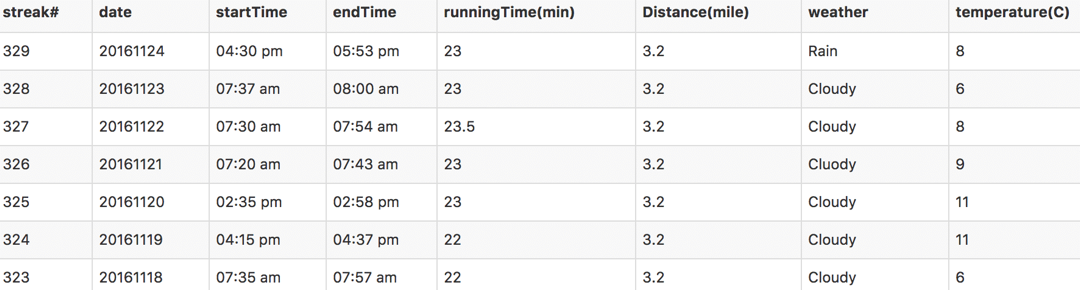 streak# date startTime endTime runningTime(min) Distance(mile) weather temperature(C)
329 20161124 04:30 pm 05:53 pm 23 3.2 Rain 8
328 20161123 07:37 am 08:00 am 23 3.2 Cloudy 6
327 20161122 07:30 am 07:54 am 23.5 3.2 Cloudy 8
326 20161121 07:20 am 07:43 am 23 3.2 Cluody 9
325 20161120 02:35 pm 02:58 pm 23 3.2 Cloudy 11
324 20161119 04:15 pm 04:37 pm 22 3.2 Cloudy 11
323 20161118 07:35 am 07:57 am 22 3.2 Cloudy 6